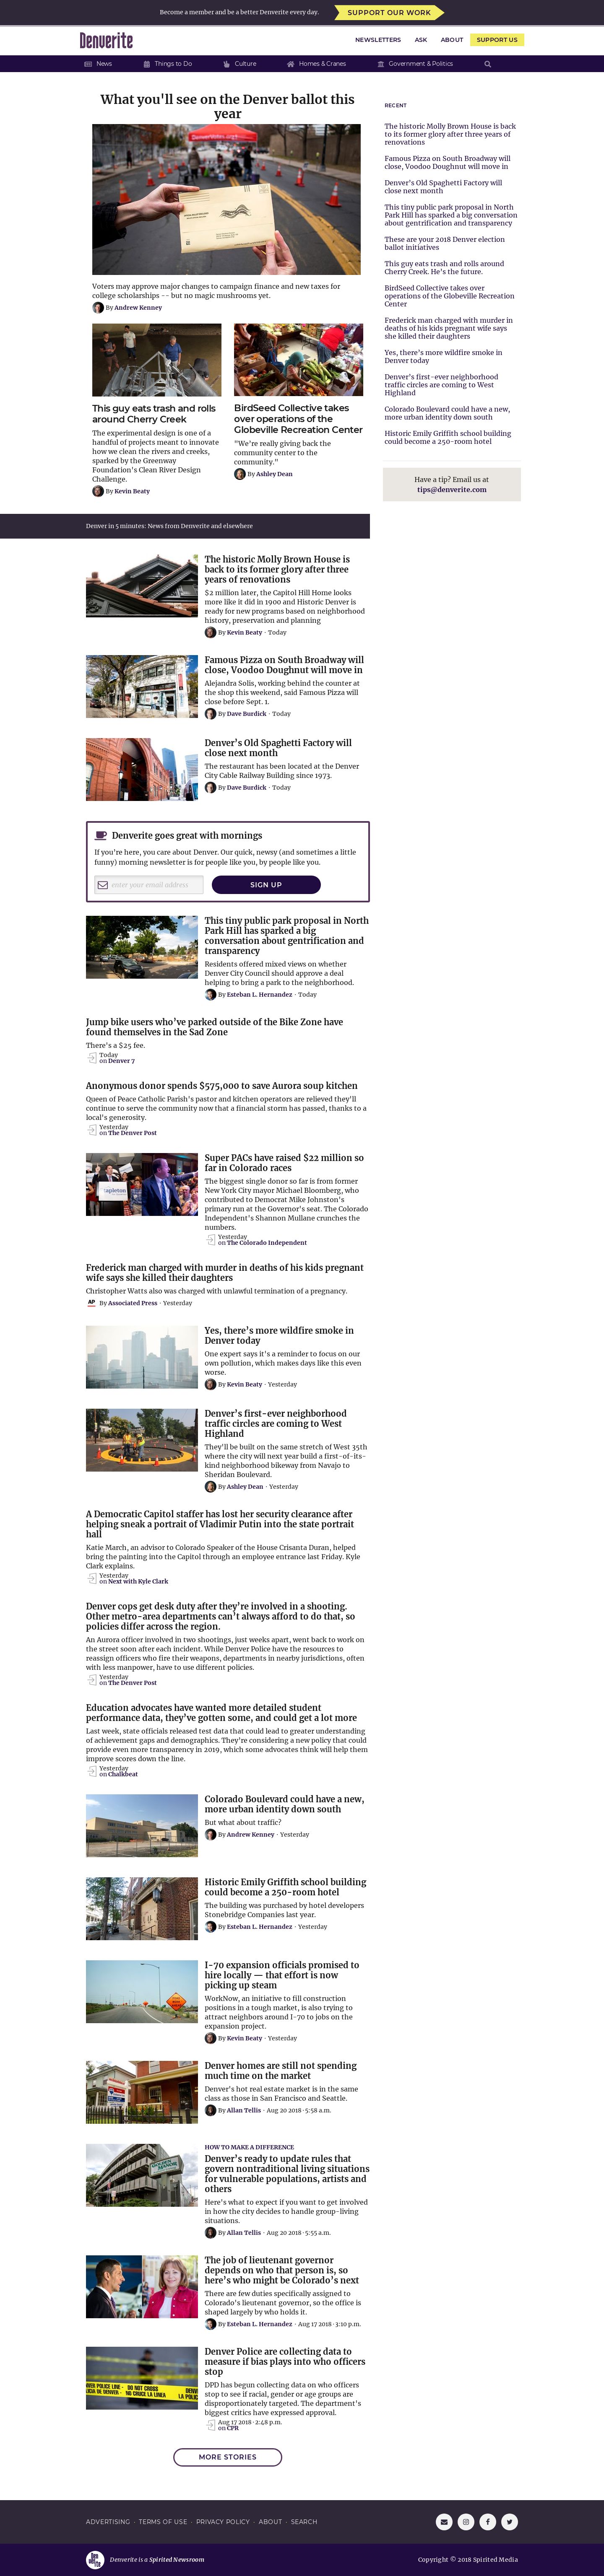 Become a member and be a better Denverite every day.
SUPPORT OUR WORK
Denverite
NEWSLETTERS
ASK
ABOUT
SUPPORT US
News
Things to Do
Culture
Homes & Cranes
Government & Politics
What you'll see on the Denver ballot this
year
Voters may approve major changes to campaign finance and new taxes for
college scholarships -- but no magic mushrooms yet.
By Andrew Kenney
This guy eats trash and rolls
around Cherry Creek
The experimental design is one of a
handful of projects meant to innovate
how we clean the rivers and creeks,
sparked by the Greenway
Foundation's Clean River Design
Challenge.
By Kevin Beaty
BirdSeed Collective takes
over operations of the
Globeville Recreation Center
"We're really giving back the
community center to the
community."
By Ashley Dean
RECENT
The historic Molly Brown House is back
to its former glory after three years of
renovations
Famous Pizza on South Broadway will
close, Voodoo Doughnut will move in
Denver's Old Spaghetti Factory will
close next month
This tiny public park proposal in North
Park Hill has sparked a big conversation
about gentrification and transparency
These are your 2018 Denver election
ballot initiatives
This guy eats trash and rolls around
Cherry Creek. He's the future.
BirdSeed Collective takes over
operations of the Globeville Recreation
Center
Frederick man charged with murder in
deaths of his kids pregnant wife says
she killed their daughters
Yes, there's more wildfire smoke in
Denver today
Denver's first-ever neighborhood
traffic circles are coming to West
Highland
Colorado Boulevard could have a new,
more urban identity down south
Historic Emily Griffith school building
could become a 250-room hotel
Have a tip? Email us at
tips@denverite.com
Denver in 5 minutes: News from Denverite and elsewhere
The historic Molly Brown House is
back to its former glory after three
years of renovations
$2 million later, the Capitol Hill Home looks
more like it did in 1900 and Historic Denver is
ready for new programs based on neighborhood
history, preservation and planning
By Kevin Beaty · Today
Famous Pizza on South Broadway will
close, Voodoo Doughnut will move in
Alejandra Solis, working behind the counter at
the shop this weekend, said Famous Pizza will
close before Sept. 1.
By Dave Burdick · Today
Denver's Old Spaghetti Factory will
close next month
The restaurant has been located at the Denver
City Cable Railway Building since 1973.
By Dave Burdick · Today
Denverite goes great with mornings
If you're here, you care about Denver. Our quick, newsy (and sometimes a little
funny) morning newsletter is for people like you, by people like you.
enter your email address
SIGN UP
This tiny public park proposal in North
Park Hill has sparked a big
conversation about gentrification and
transparency
Residents offered mixed views on whether
Denver City Council should approve a deal
helping to bring a park to the neighborhood.
By Esteban L. Hernandez · Today
Jump bike users who've parked outside of the Bike Zone have
found themselves in the Sad Zone
There's a $25 fee.
Today
on Denver 7
Anonymous donor spends $575,000 to save Aurora soup kitchen
Queen of Peace Catholic Parish's pastor and kitchen operators are relieved they'll
continue to serve the community now that a financial storm has passed, thanks to a
local's generosity.
Yesterday
on The Denver Post
Super PACs have raised $22 million so
far in Colorado races
The biggest single donor so far is from former
New York City mayor Michael Bloomberg, who
contributed to Democrat Mike Johnston's
primary run at the Governor's seat. The Colorado
Independent's Shannon Mullane crunches the
numbers.
Yesterday
on The Colorado Independent
Frederick man charged with murder in deaths of his kids pregnant
wife says she killed their daughters
Christopher Watts also was charged with unlawful termination of a pregnancy.
AP
By Associated Press · Yesterday
Yes, there's more wildfire smoke in
Denver today
One expert says it's a reminder to focus on our
own pollution, which makes days like this even
worse.
By Kevin Beaty · Yesterday
Denver's first-ever neighborhood
traffic circles are coming to West
Highland
They'll be built on the same stretch of West 35th
where the city will next year build a first-of-its-
kind neighborhood bikeway from Navajo to
Sheridan Boulevard.
By Ashley Dean · Yesterday
A Democratic Capitol staffer has lost her security clearance after
helping sneak a portrait of Vladimir Putin into the state portrait
hall
Katie March, an advisor to Colorado Speaker of the House Crisanta Duran, helped
bring the painting into the Capitol through an employee entrance last Friday. Kyle
Clark explains.
Yesterday
on Next with Kyle Clark
Denver cops get desk duty after they're involved in a shooting.
Other metro-area departments can't always afford to do that, so
policies differ across the region.
An Aurora officer involved in two shootings, just weeks apart, went back to work on
the street soon after each incident. While Denver Police have the resources to
reassign officers who fire their weapons, departments in nearby jurisdictions, often
with less manpower, have to use different policies.
Yesterday
on The Denver Post
Education advocates have wanted more detailed student
performance data, they've gotten some, and could get a lot more
Last week, state officials released test data that could lead to greater understanding
of achievement gaps and demographics. They're considering a new policy that could
provide even more transparency in 2019, which some advocates think will help them
improve scores down the line.
Yesterday
on Chalkbeat
Colorado Boulevard could have a new,
more urban identity down south
But what about traffic?
By Andrew Kenney · Yesterday
Historic Emily Griffith school building
could become a 250-room hotel
The building was purchased by hotel developers
Stonebridge Companies last year.
By Esteban L. Hernandez · Yesterday
I-70 expansion officials promised to
hire locally — that effort is now
picking up steam
WorkNow, an initiative to fill construction
positions in a tough market, is also trying to
attract neighbors around I-70 to jobs on the
expansion project.
By Kevin Beaty · Yesterday
Denver homes are still not spending
much time on the market
Denver's hot real estate market is in the same
class as those in San Francisco and Seattle.
By Allan Tellis · Aug 20 2018 · 5:58 a.m.
HOW TO MAKE A DIFFERENCE
Denver's ready to update rules that
govern nontraditional living situations
for vulnerable populations, artists and
others
Here's what to expect if you want to get involved
in how the city decides to handle group-living
situations.
By Allan Tellis · Aug 20 2018 · 5:55 a.m.
The job of lieutenant governor
depends on who that person is, so
here's who might be Colorado's next
There are few duties specifically assigned to
Colorado's lieutenant governor, so the office is
shaped largely by who holds it.
By Esteban L. Hernandez · Aug 17 2018 · 3:10 p.m.
Denver Police are collecting data to
measure if bias plays into who officers
stop
DPD has begun collecting data on who officers
stop to see if racial, gender or age groups are
disproportionately targeted. The department's
biggest critics have expressed approval.
Aug 17 2018 · 2:48 p.m.
on CPR
MORE STORIES
ADVERTISING · TERMS OF USE · PRIVACY POLICY · ABOUT · SEARCH
Denverite is a Spirited Newsroom
Copyright © 2018 Spirited Media